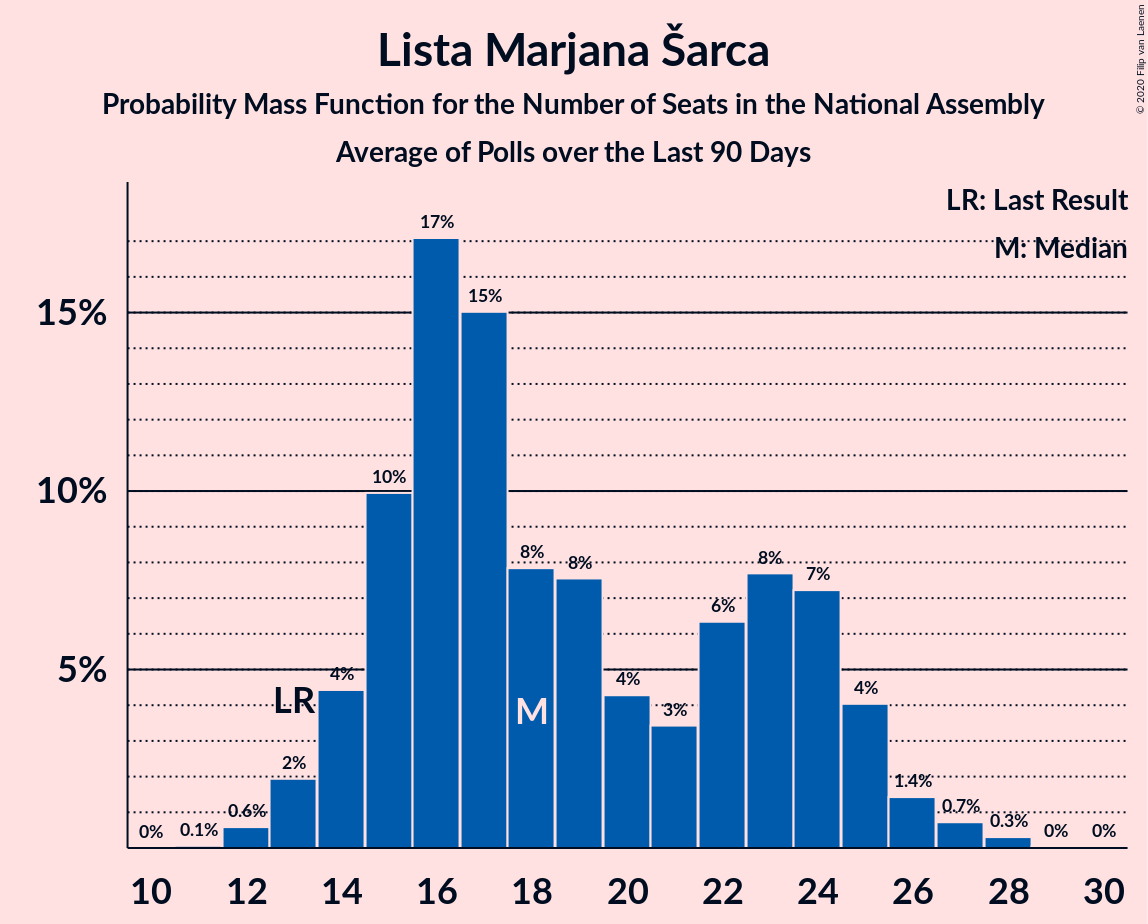 Lista Marjana Šarca
Probability Mass Function for the Number of Seats in the National Assembly
Average of Polls over the Last 90 Days
© 2020 Filip van Laenen
LR: Last Result
M: Median
17%
15%
15%
10%
10%
8%
8%
8%
7%
6%
5%
4%
4%
4%
3%
LR
M
2%
1.4%
0.6%
0.7%
0.3%
0%
0.1%
0%
0%
10 12 14 16 18 20 22 24 26 28 30